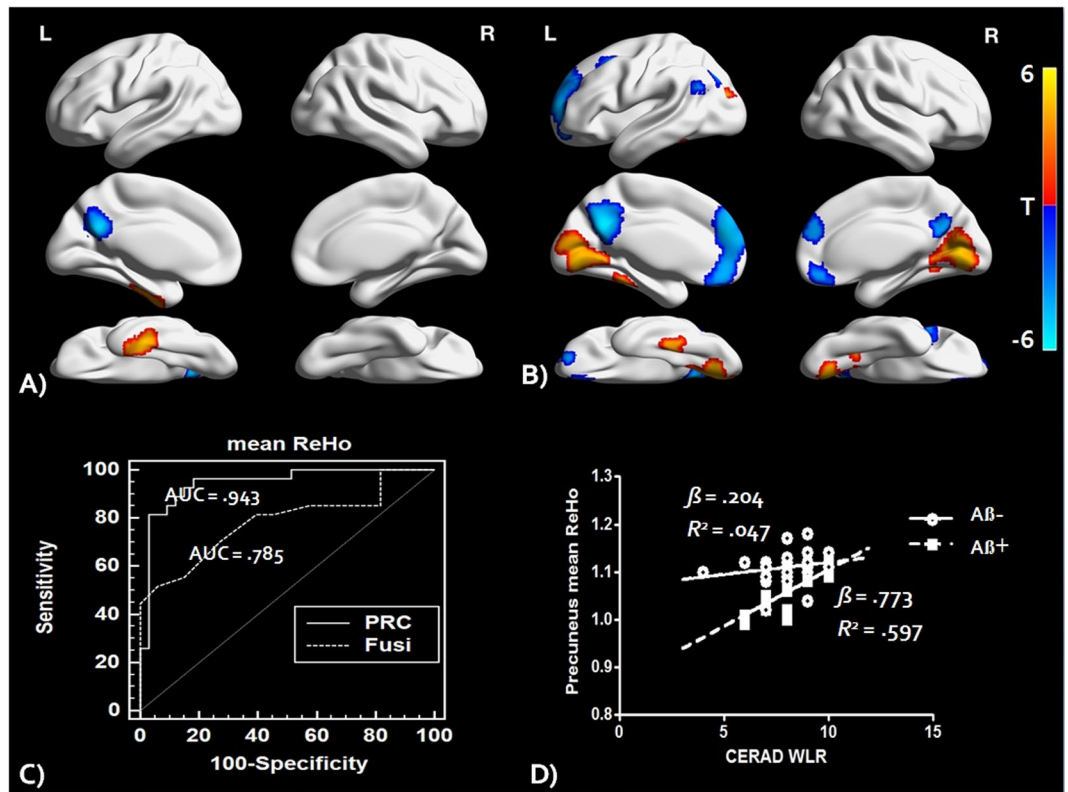 L
R
L
R
6
T
-6
A)
B)
mean ReHo
100
80
60
40
20
0
Sensitivity
AUC = .943
AUC = .785
PRC
Fusi
0
20
40
60
80
100
100-Specificity
C)
1.3
1.2
1.1
1.0
0.9
0.8
Precuneus mean ReHo
ß = .204
R² = .047
Aß-
Aß+
ß = .773
R² = .597
0
5
10
15
CERAD WLR
D)